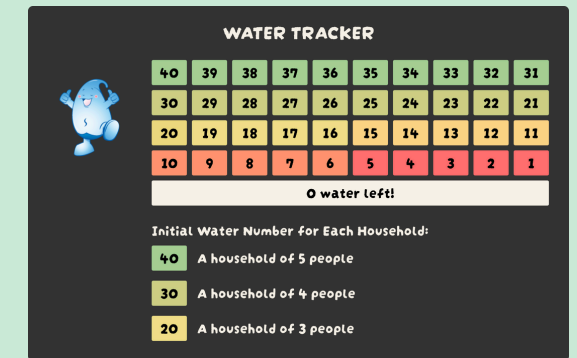 WATER TRACKER
40 39 38 37 36 35 34 33 32 31
30 29 28 27 26 25 24 23 22 21
20 19 18 17 16 15 14 13 12 11
10 9 8 7 6 5 4 3 2 1
0 water left!
Initial Water Number for Each Household:
40 A household of 5 people
30 A household of 4 people
20 A household of 3 people